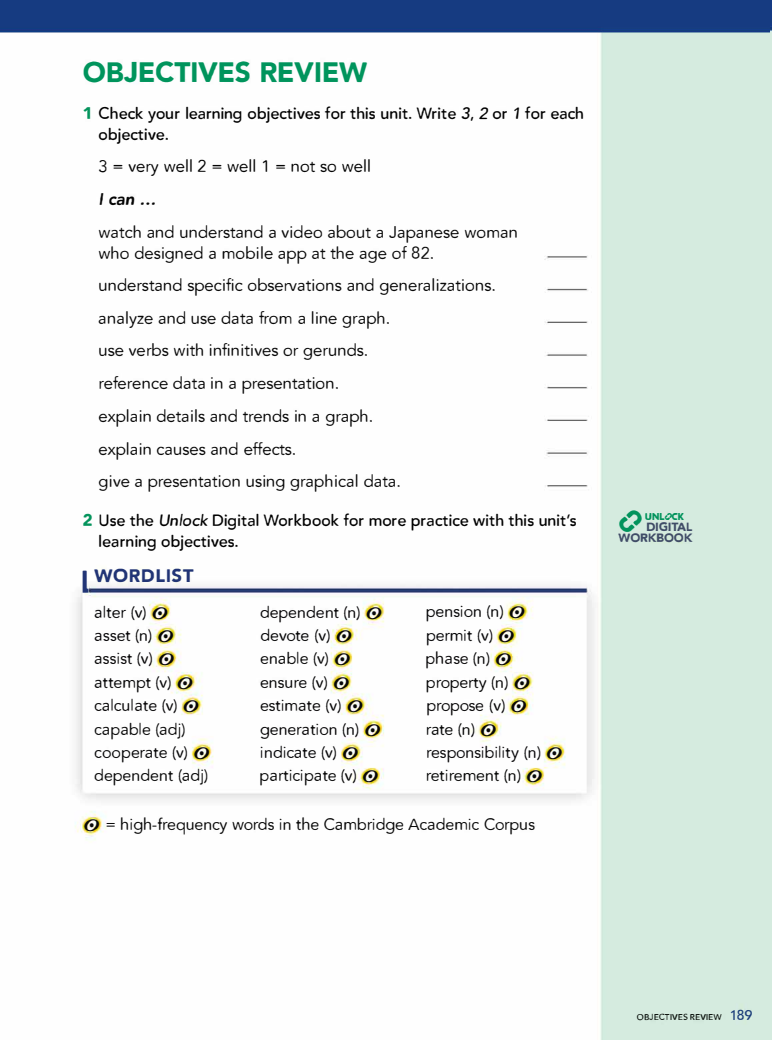 OBJECTIVES REVIEW
1 Check your learning objectives for this unit. Write 3, 2 or 1 for each
objective.
3 = very well 2 = well 1 = not so well
I can ...
watch and understand a video about a Japanese woman
who designed a mobile app at the age of 82.
understand specific observations and generalizations.
analyze and use data from a line graph.
use verbs with infinitives or gerunds.
reference data in a presentation.
explain details and trends in a graph.
explain causes and effects.
give a presentation using graphical data.
2 Use the Unlock Digital Workbook for more practice with this unit's
learning objectives.
UNLOCK
DIGITAL
WORKBOOK
WORDLIST
alter (v)
asset (n)
assist (v)
attempt (v)
calculate (v)
capable (adj)
cooperate (v)
dependent (adj)
dependent (n)
devote (v)
enable (v)
ensure (v)
estimate (v)
generation (n)
indicate (v)
participate (v)
pension (n)
permit (v)
phase (n)
property (n)
propose (v)
rate (n)
responsibility (n)
retirement (n)
= high-frequency words in the Cambridge Academic Corpus
OBJECTIVES REVIEW 189